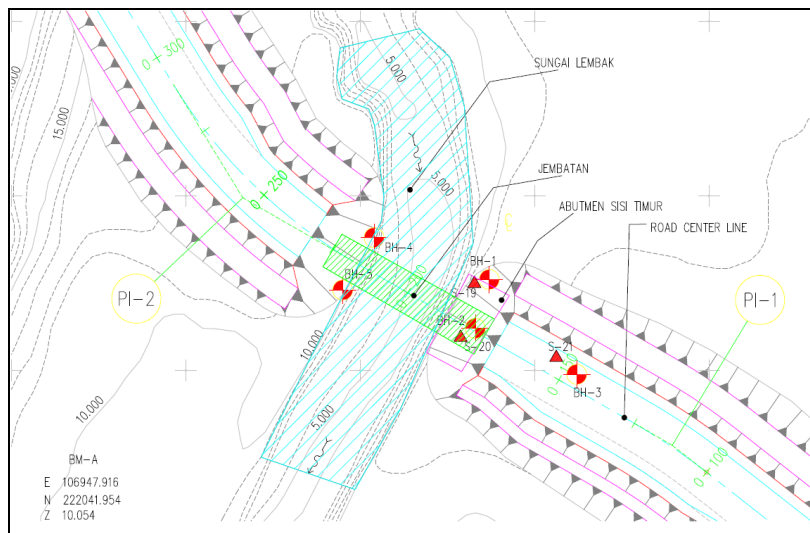 0 + 300
5.000
SUNGAI LEMBAK
15.000
5.000
JEMBATAN
0 + 250
ABUTMEN SISI TIMUR
ROAD CENTER LINE
BH-4
BH-1
PI-2
BH-5
S-19
PI-1
BH-2
S-20
S-21
10.000
BH-3
10.000
5.000
0 + 100
BM-A
E 106947.916
N 222041.954
Z 10.054